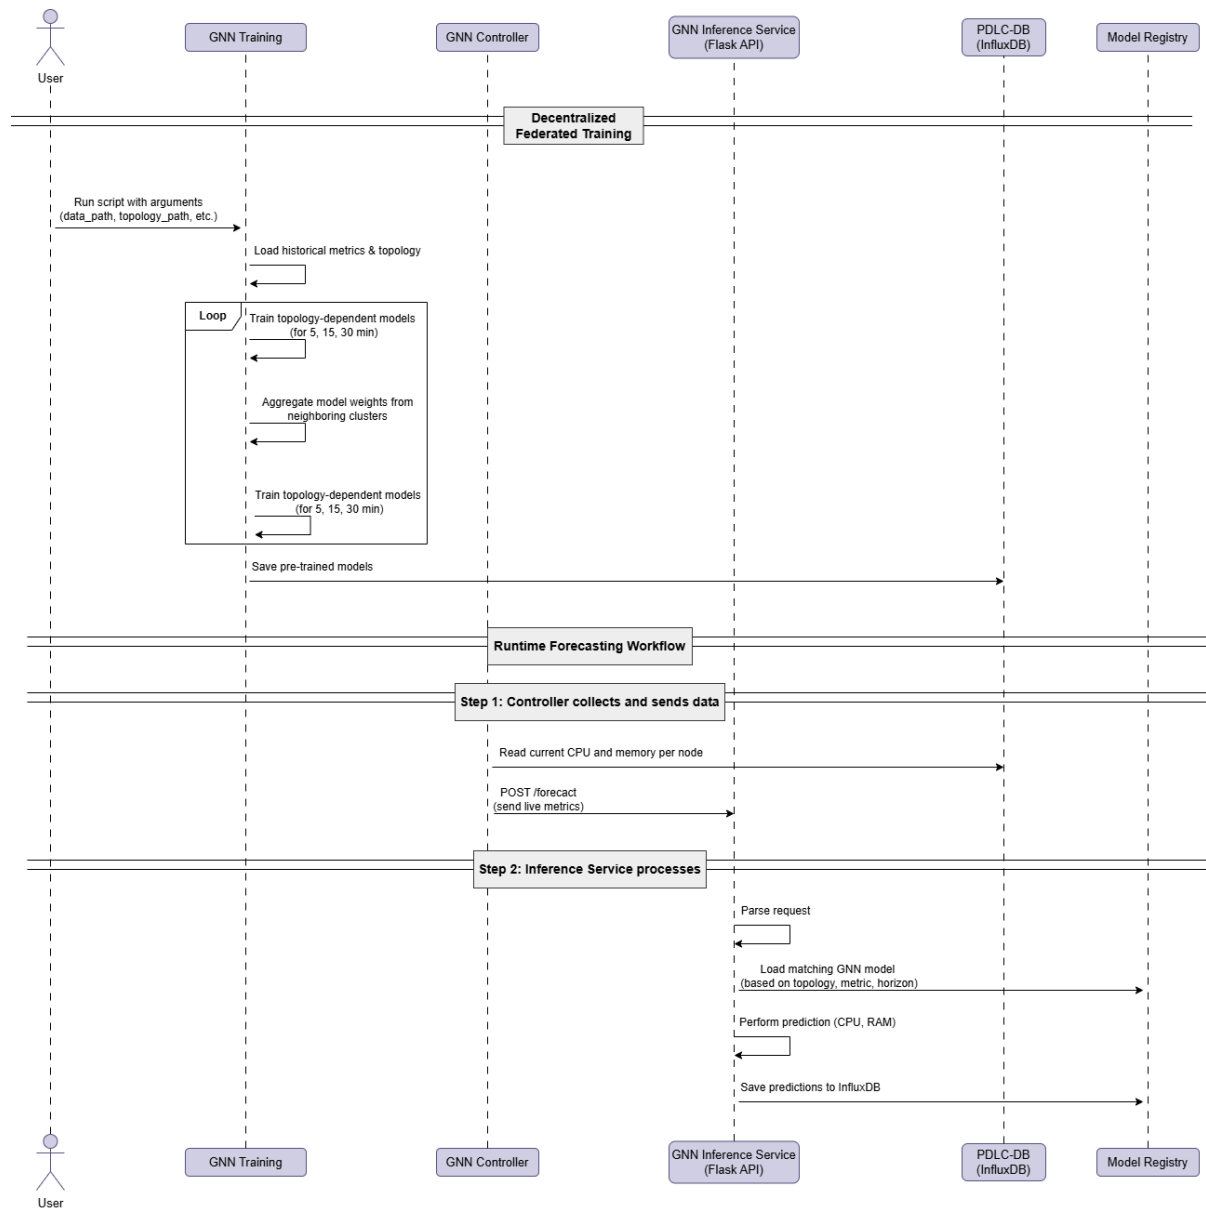 GNN Training
GNN Controller
GNN Inference Service
(Flask API)
PDLC-DB
(InfluxDB)
Model Registry
User
Decentralized
Federated Training
Run script with arguments
(data_path, topology_path, etc.)
Load historical metrics & topology
Loop
Train topology-dependent models
(for 5, 15, 30 min)
Aggregate model weights from
neighboring clusters
Train topology-dependent models
(for 5, 15, 30 min)
Save pre-trained models
Runtime Forecasting Workflow
Step 1: Controller collects and sends data
Read current CPU and memory per node
POST /forecact
(send live metrics)
Step 2: Inference Service processes
Parse request
Load matching GNN model
(based on topology, metric, horizon)
Perform prediction (CPU, RAM)
Save predictions to InfluxDB
GNN Training
GNN Controller
GNN Inference Service
(Flask API)
PDLC-DB
(InfluxDB)
Model Registry
User